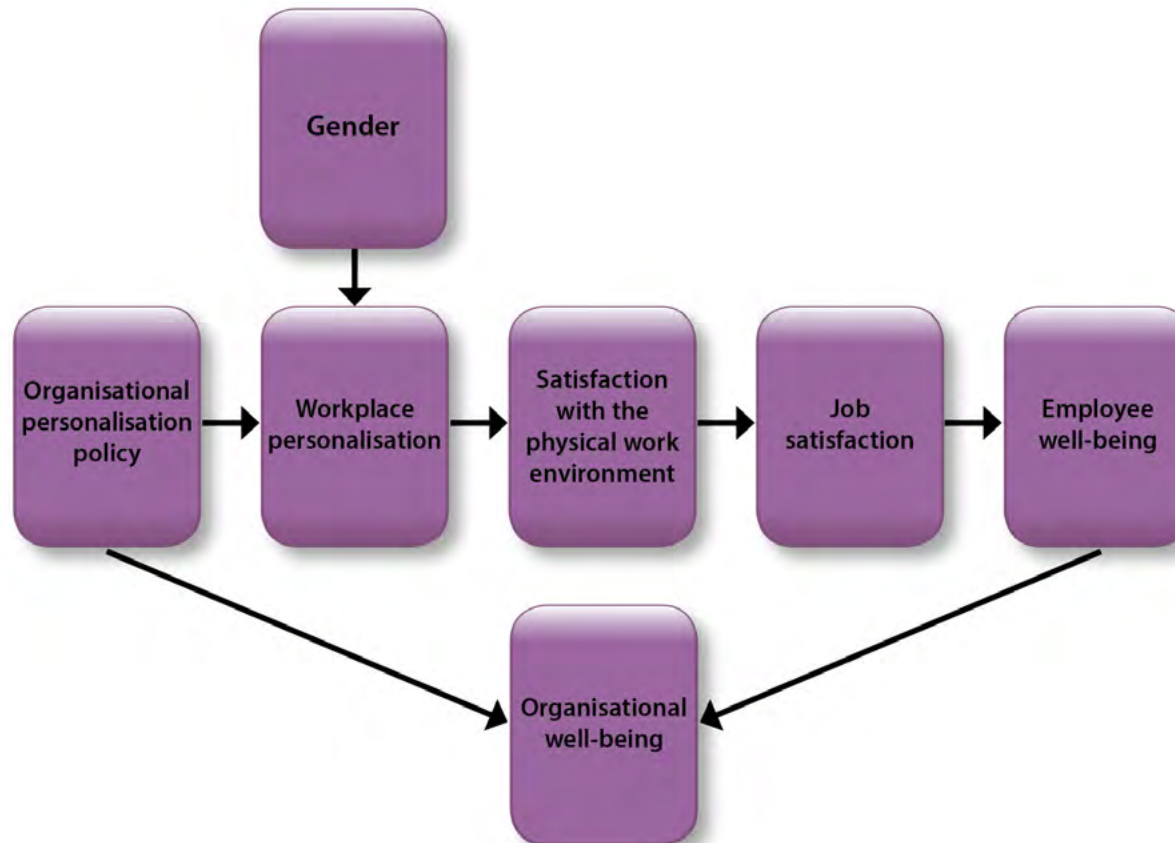 Gender
Organisational
personalisation
policy
Workplace
personalisation
Satisfaction
with the
physical work
environment
Job
satisfaction
Employee
well-being
Organisational
well-being